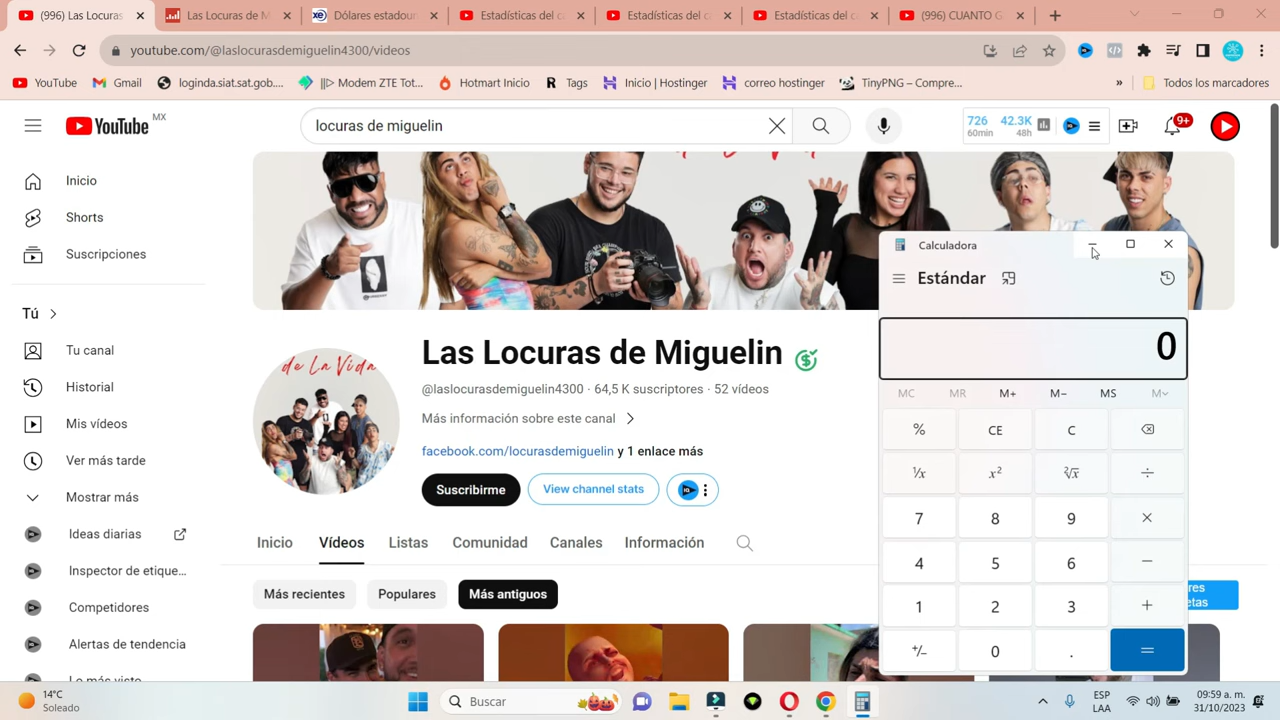 (996) Las Locuras
Las Locuras de M
Dólares estadou
Estadísticas del c
Estadísticas del c
Estadísticas del c
(996) CUANTO G
youtube.com/@laslocurasdemiguelin4300/videos
YouTube
Gmail
loginda.siat.sat.gob....
||▷ Modem ZTE Tot...
Hotmart Inicio
Tags
Inicio | Hostinger
correo hostinger
TinyPNG – Compre...
»
Todos los marcadores
YouTube MX
locuras de miguelin
726
60min
42.3K
48h
9+
Inicio
Shorts
Suscripciones
Tú
Tu canal
Historial
Mis vídeos
Ver más tarde
Mostrar más
Ideas diarias
Inspector de etique...
Competidores
Alertas de tendencia
Lo más visto
de La Vida
Las Locuras de Miguelin
@laslocurasdemiguelin4300 · 64,5 K suscriptores · 52 vídeos
Más información sobre este canal
facebook.com/locurasdemiguelin y 1 enlace más
Suscribirme
View channel stats
Inicio
Vídeos
Listas
Comunidad
Canales
Información
Más recientes
Populares
Más antiguos
Calculadora
Estándar
0
MC
MR
M+
M−
MS
M˅
%
CE
C
⌫
¹/x
x²
²√x
÷
7
8
9
×
4
5
6
−
1
2
3
+
+/−
0
.
=
14°C
Soleado
Buscar
ESP
LAA
09:59 a. m.
31/10/2023